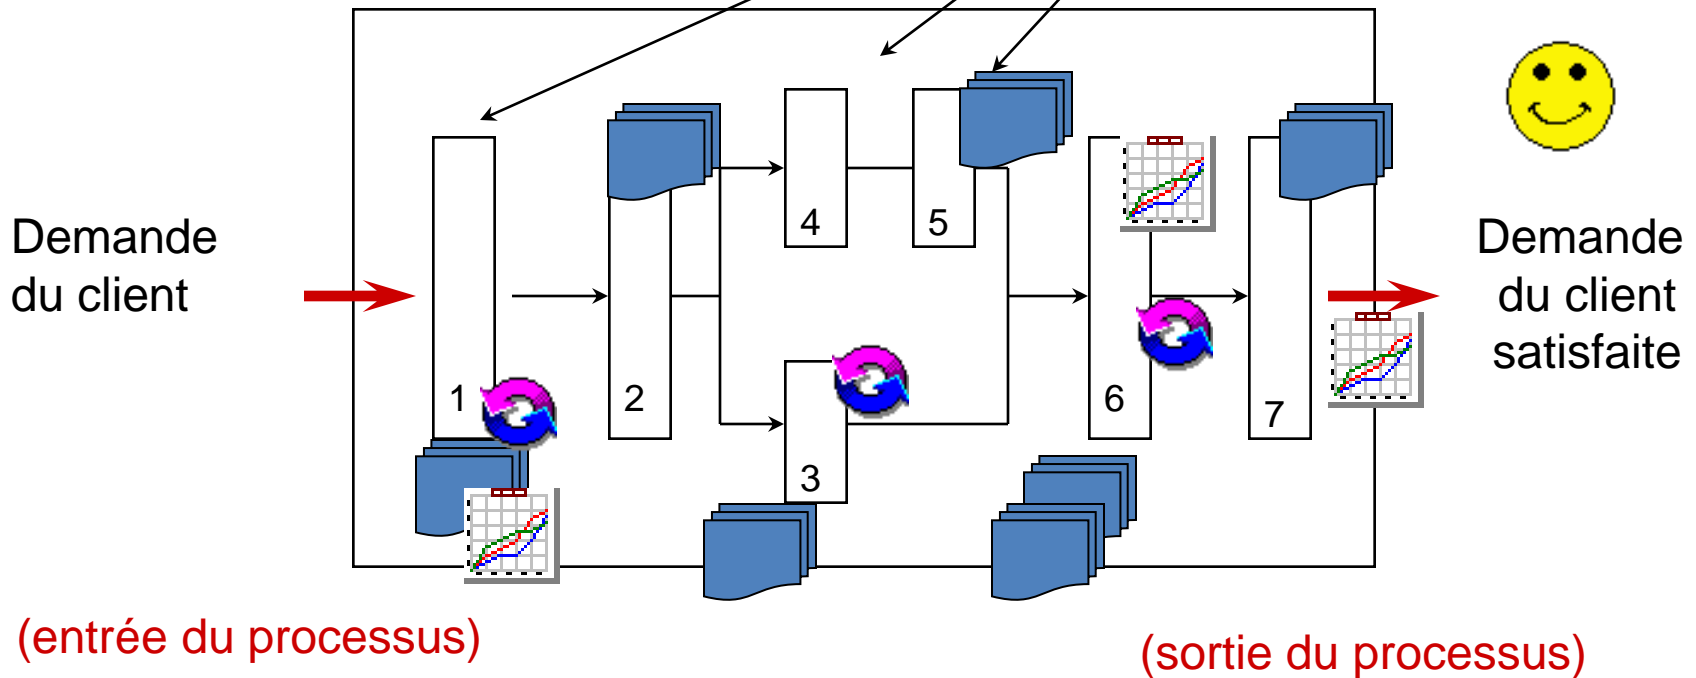 Demande
du client
1
2
4
5
3
6
7
Demande
du client
satisfaite
(entrée du processus)
(sortie du processus)